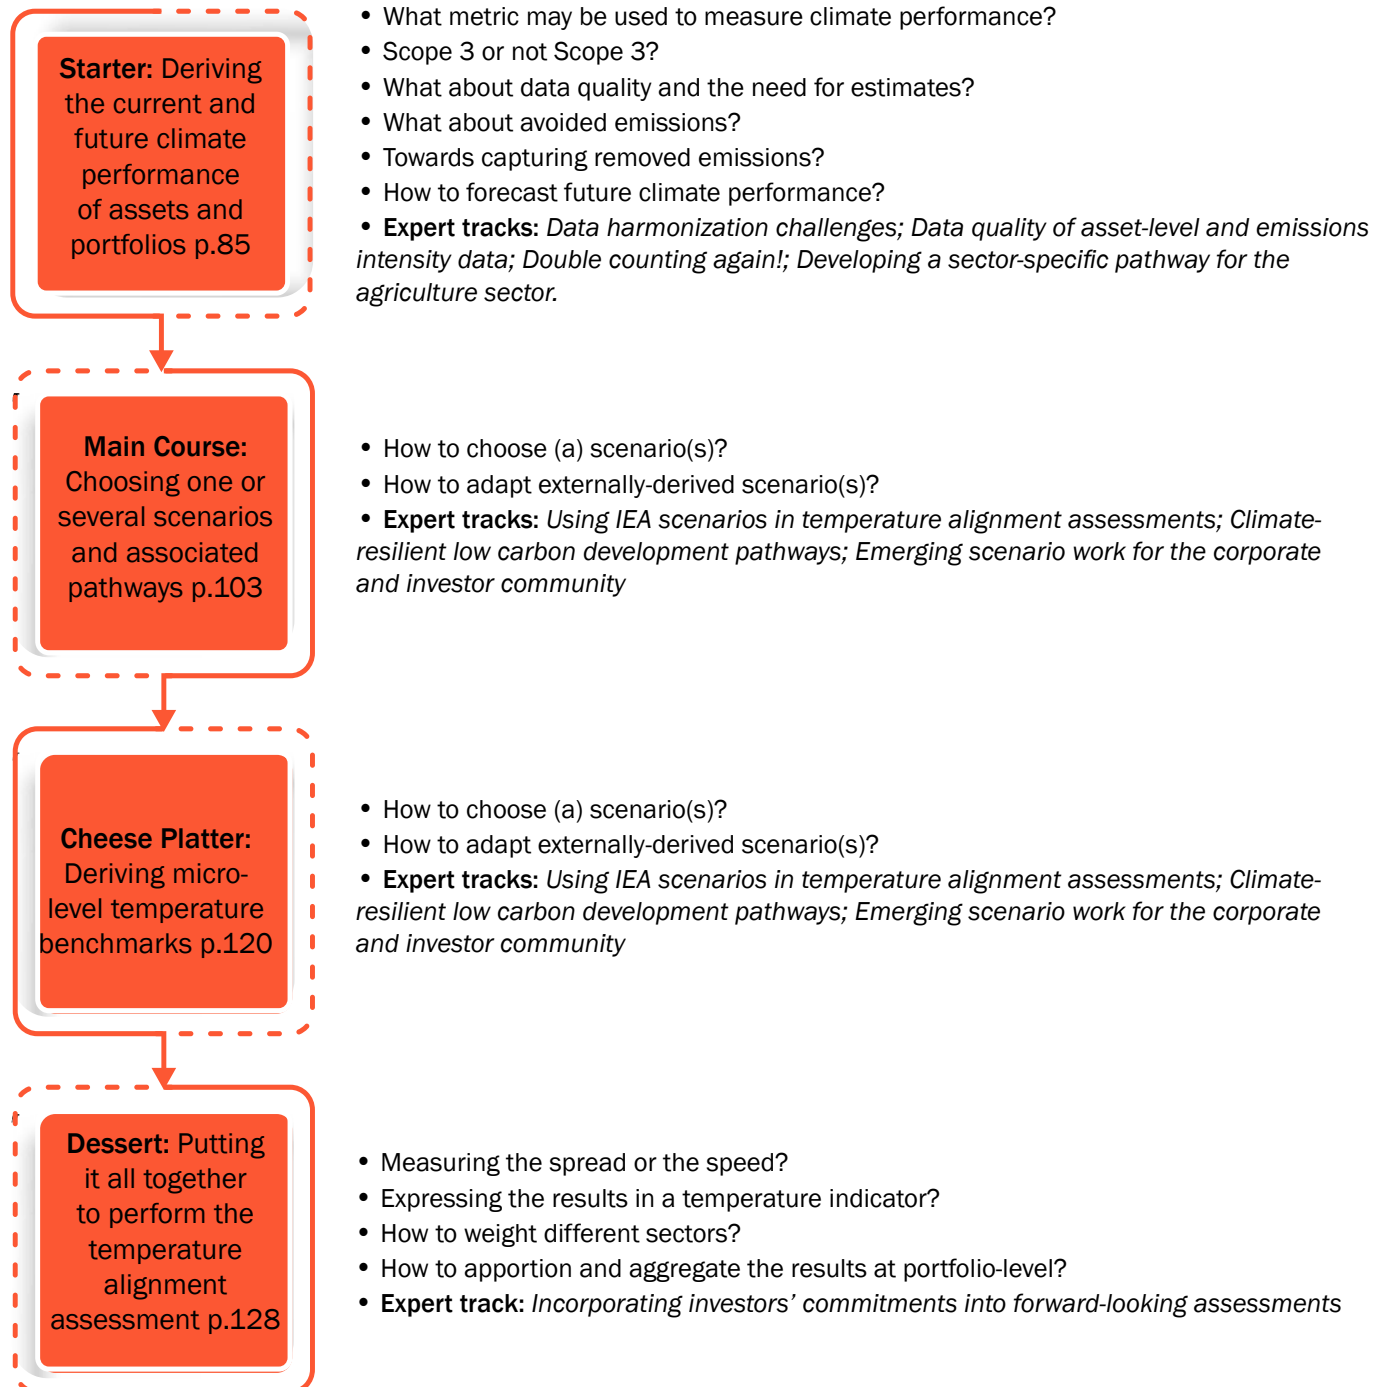 Starter: Deriving
the current and
future climate
performance
of assets and
portfolios p.85
• What metric may be used to measure climate performance?
• Scope 3 or not Scope 3?
• What about data quality and the need for estimates?
• What about avoided emissions?
• Towards capturing removed emissions?
• How to forecast future climate performance?
• Expert tracks: Data harmonization challenges; Data quality of asset-level and emissions
intensity data; Double counting again!; Developing a sector-specific pathway for the
agriculture sector.
Main Course:
Choosing one or
several scenarios
and associated
pathways p.103
• How to choose (a) scenario(s)?
• How to adapt externally-derived scenario(s)?
• Expert tracks: Using IEA scenarios in temperature alignment assessments; Climate-
resilient low carbon development pathways; Emerging scenario work for the corporate
and investor community
Cheese Platter:
Deriving micro-
level temperature
benchmarks p.120
• How to choose (a) scenario(s)?
• How to adapt externally-derived scenario(s)?
• Expert tracks: Using IEA scenarios in temperature alignment assessments; Climate-
resilient low carbon development pathways; Emerging scenario work for the corporate
and investor community
Dessert: Putting
it all together
to perform the
temperature
alignment
assessment p.128
• Measuring the spread or the speed?
• Expressing the results in a temperature indicator?
• How to weight different sectors?
• How to apportion and aggregate the results at portfolio-level?
• Expert track: Incorporating investors’ commitments into forward-looking assessments